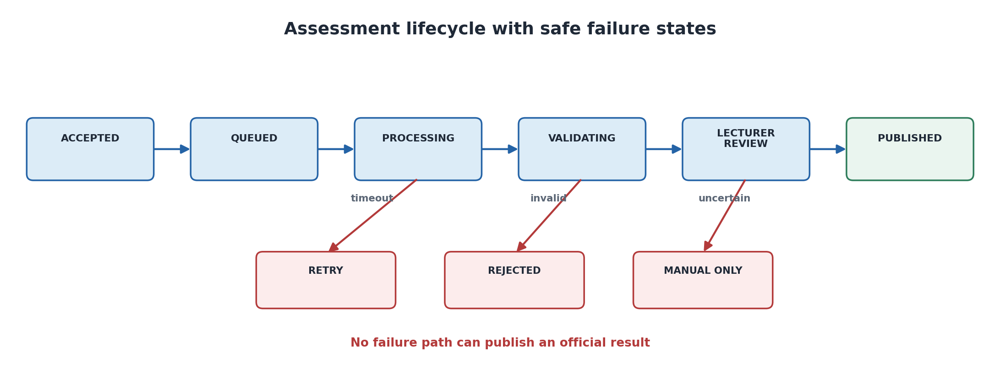 Assessment lifecycle with safe failure states
ACCEPTED
QUEUED
PROCESSING
VALIDATING
LECTURER
REVIEW
PUBLISHED
timeout
invalid
uncertain
RETRY
REJECTED
MANUAL ONLY
No failure path can publish an official result